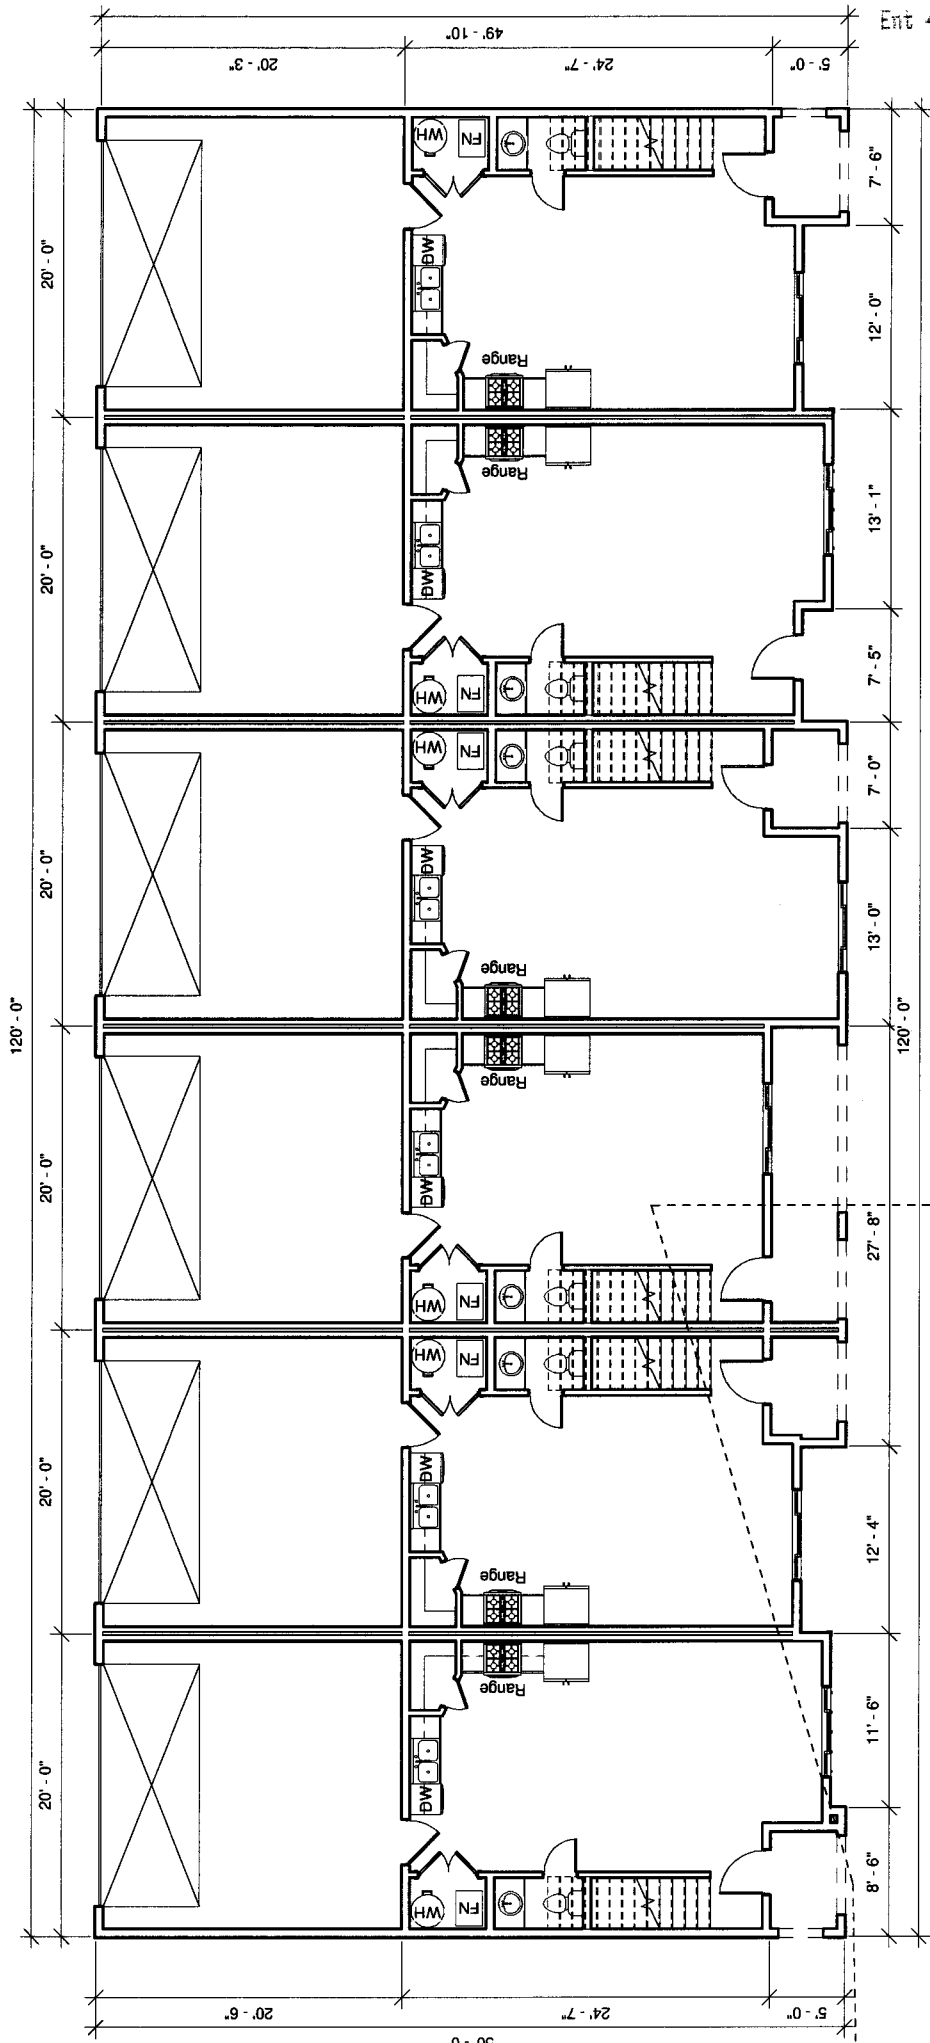 Ent
49' - 10"
20' - 3"
24' - 7"
5' - 0"
120' - 0"
20' - 0"
20' - 0"
20' - 0"
20' - 0"
20' - 0"
20' - 0"
WH
FN
DW
Range
Range
DW
WH
FN
WH
FN
DW
Range
Range
DW
WH
FN
WH
FN
DW
Range
Range
DW
WH
FN
7' - 6"
12' - 0"
13' - 1"
7' - 5"
7' - 0"
13' - 0"
27' - 8"
12' - 4"
11' - 6"
8' - 6"
120' - 0"
20' - 6"
24' - 7"
5' - 0"